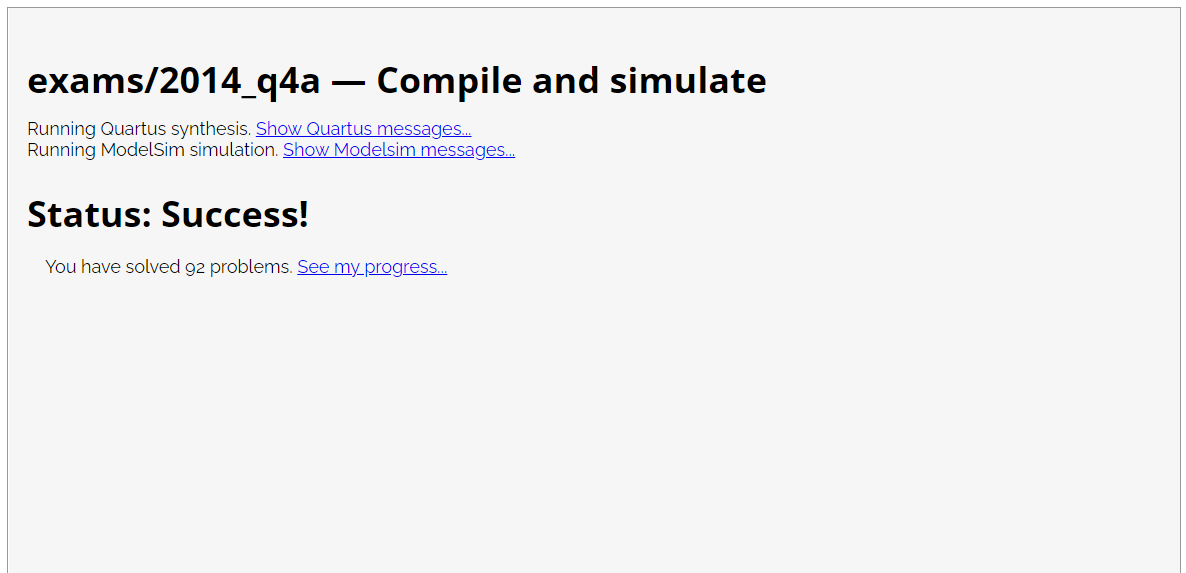 exams/2014_q4a — Compile and simulate
Running Quartus synthesis. Show Quartus messages...
Running ModelSim simulation. Show Modelsim messages...
Status: Success!
You have solved 92 problems. See my progress...